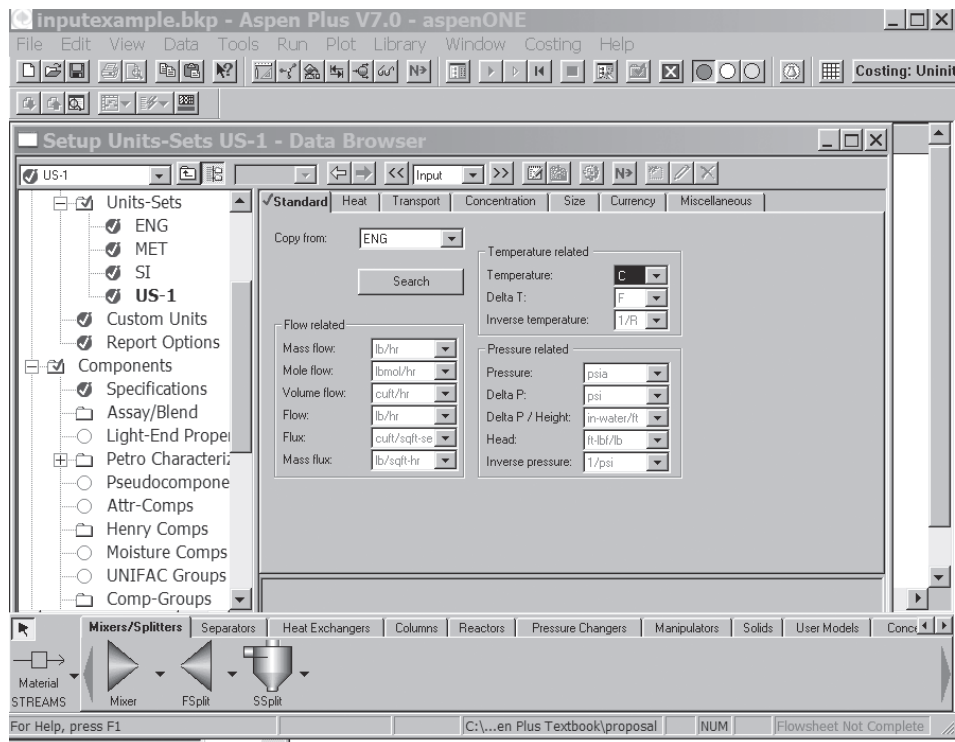 inputexample.bkp - Aspen Plus V7.0 - aspenONE
File Edit View Data Tools Run Plot Library Window Costing Help
N> Costing: Uninit
Setup Units-Sets US-1 - Data Browser
US-1 << Input >> N>
Units-Sets
ENG
MET
SI
US-1
Custom Units
Report Options
Components
Specifications
Assay/Blend
Light-End Proper
Petro Characteriz
Pseudocompone
Attr-Comps
Henry Comps
Moisture Comps
UNIFAC Groups
Comp-Groups
√Standard Heat Transport Concentration Size Currency Miscellaneous
Copy from: ENG
Search
Flow related
Mass flow: lb/hr
Mole flow: lbmol/hr
Volume flow: cuft/hr
Flow: lb/hr
Flux: cuft/sqft-se
Mass flux: lb/sqft-hr
Temperature related
Temperature: C
Delta T: F
Inverse temperature: 1/R
Pressure related
Pressure: psia
Delta P: psi
Delta P / Height: in-water/ft
Head: ft-lbf/lb
Inverse pressure: 1/psi
Mixers/Splitters Separators Heat Exchangers Columns Reactors Pressure Changers Manipulators Solids User Models Conce
Material
STREAMS Mixer FSplit SSplit
For Help, press F1 C:\...en Plus Textbook\proposal NUM Flowsheet Not Complete